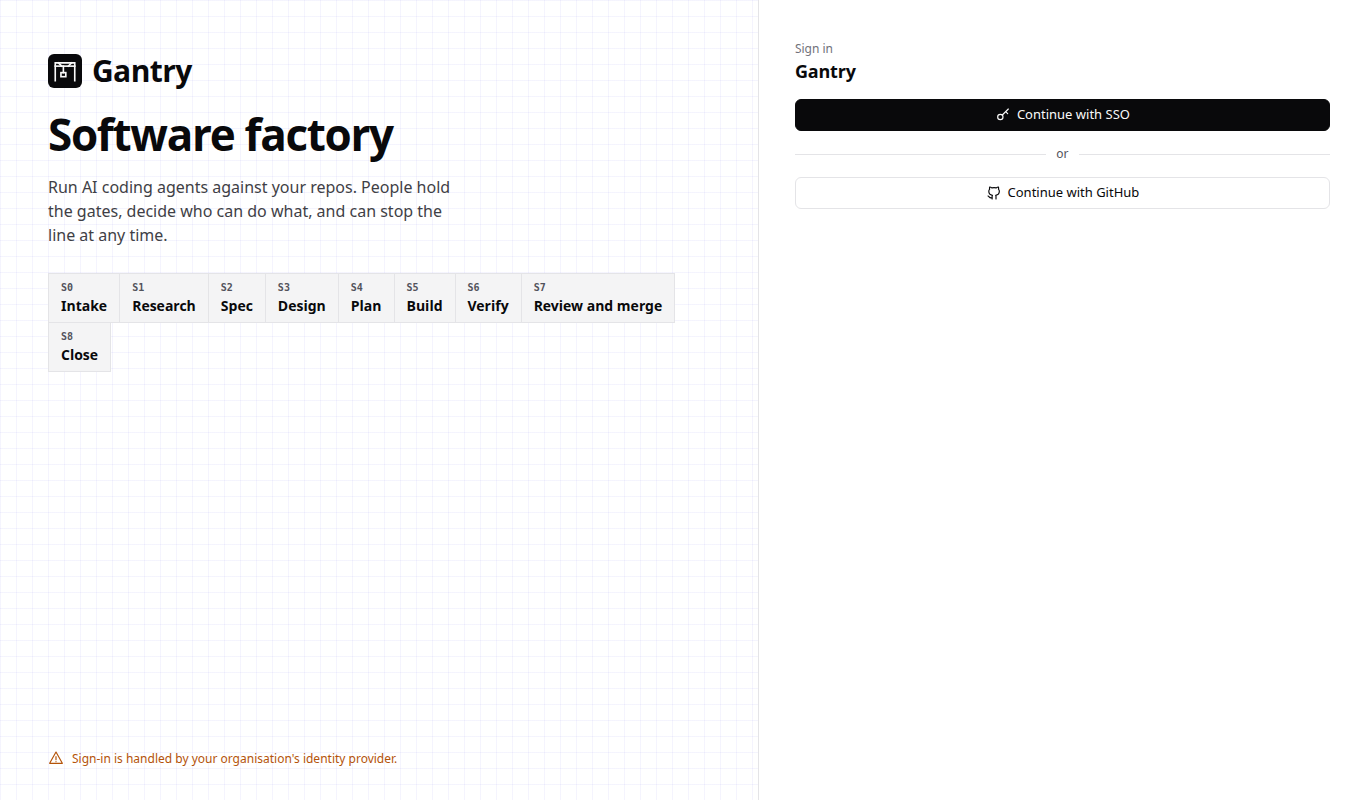 Gantry
Software factory
Run AI coding agents against your repos. People hold
the gates, decide who can do what, and can stop the
line at any time.
S0 S1 S2 S3 S4 S5 S6 S7
Intake Research Spec Design Plan Build Verify Review and merge
S8
Close
Sign-in is handled by your organisation's identity provider.
Sign in
Gantry
Continue with SSO
or
Continue with GitHub